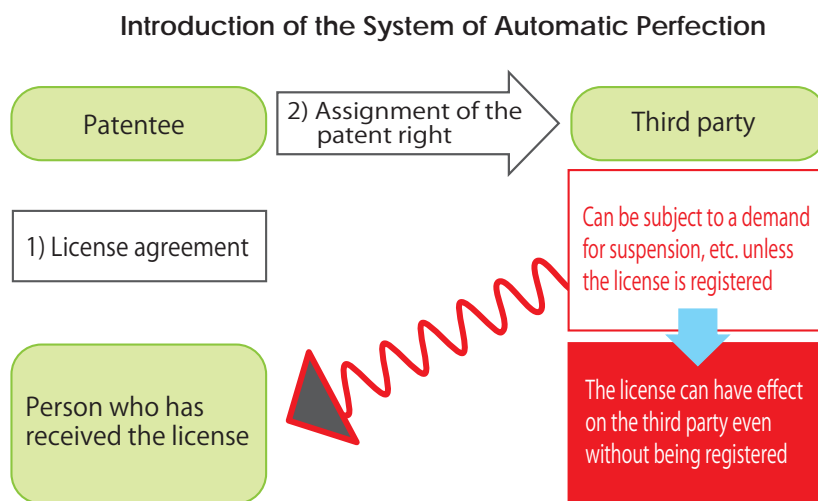 Introduction of the System of Automatic Perfection
Patentee
2) Assignment of the
patent right
Third party
1) License agreement
Can be subject to a demand
for suspension, etc. unless
the license is registered
Person who has
received the license
The license can have effect
on the third party even
without being registered